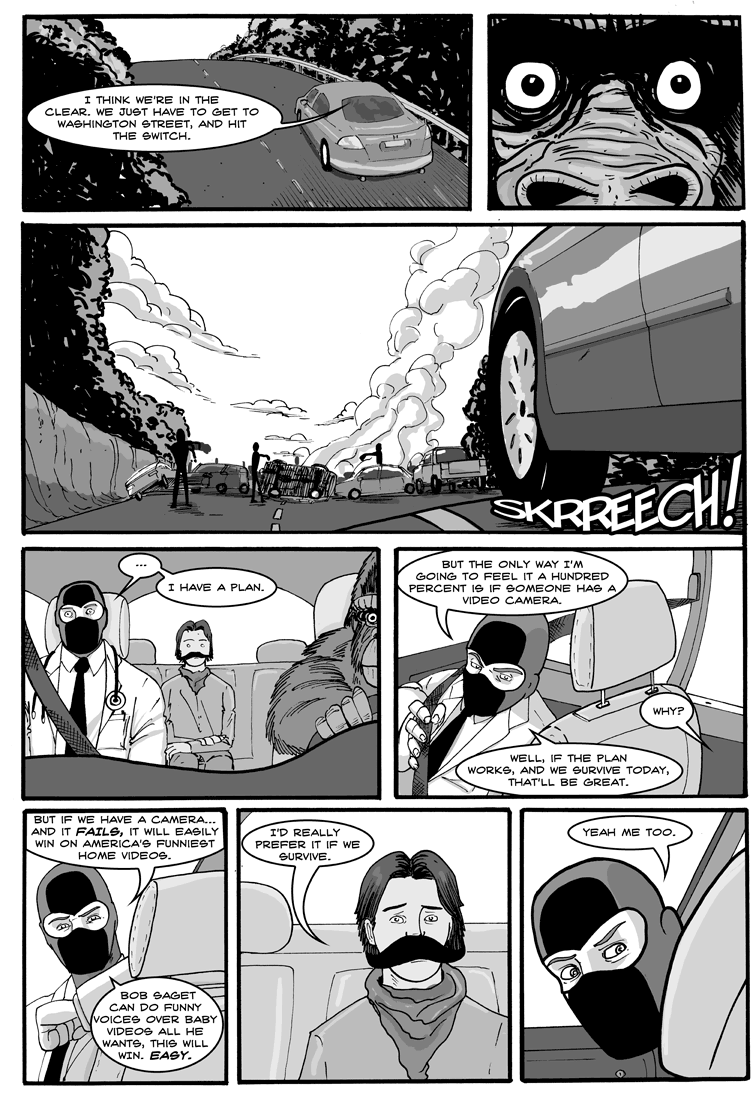 I THINK WE'RE IN THE
CLEAR. WE JUST HAVE TO GET TO
WASHINGTON STREET, AND HIT
THE SWITCH.
SKRREECH!
...
I HAVE A PLAN.
BUT THE ONLY WAY I'M
GOING TO FEEL IT A HUNDRED
PERCENT IS IF SOMEONE HAS A
VIDEO CAMERA.
WHY?
WELL, IF THE PLAN
WORKS, AND WE SURVIVE TODAY,
THAT'LL BE GREAT.
BUT IF WE HAVE A CAMERA...
AND IT FAILS, IT WILL EASILY
WIN ON AMERICA'S FUNNIEST
HOME VIDEOS.
BOB SAGET
CAN DO FUNNY
VOICES OVER BABY
VIDEOS ALL HE
WANTS, THIS WILL
WIN. EASY.
I'D REALLY
PREFER IT IF WE
SURVIVE.
YEAH ME TOO.